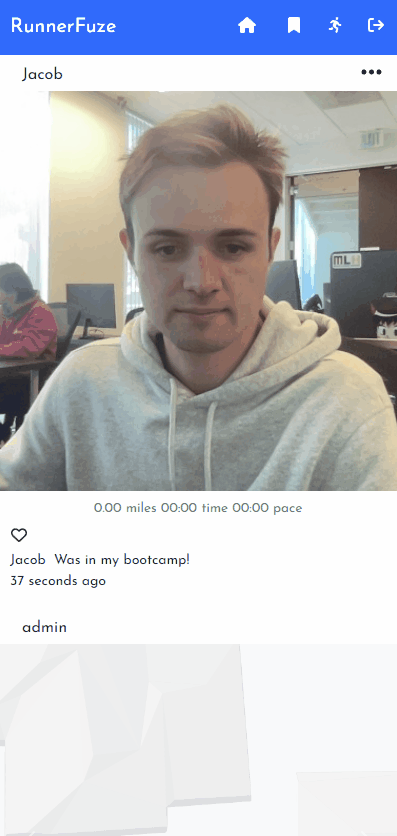 RunnerFuze
Jacob
MLH
0.00 miles 00:00 time 00:00 pace
Jacob Was in my bootcamp!
37 seconds ago
admin